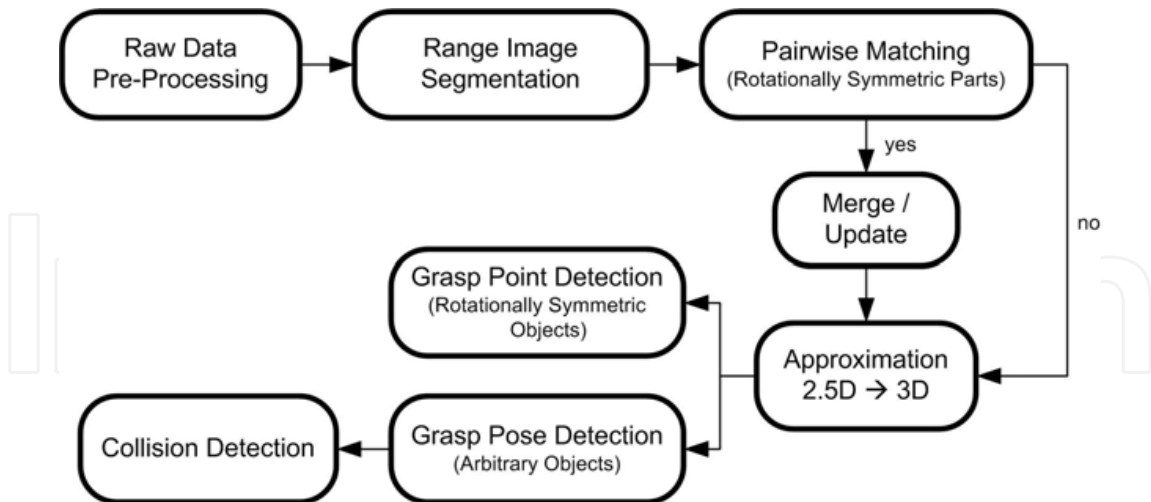 Raw Data
Pre-Processing
Range Image
Segmentation
Pairwise Matching
(Rotationally Symmetric Parts)
yes
no
Merge /
Update
Grasp Point Detection
(Rotationally Symmetric
Objects)
Approximation
2.5D → 3D
Collision Detection
Grasp Pose Detection
(Arbitrary Objects)